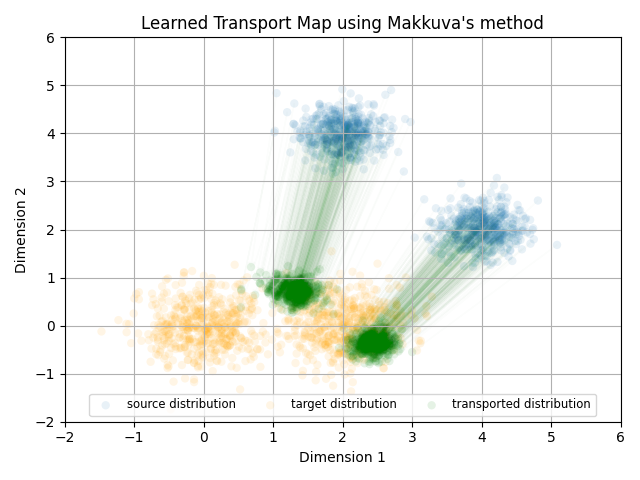 Learned Transport Map using Makkuva's method
6
5
4
3
2
1
0
−1
−2
Dimension 2
source distribution target distribution transported distribution
−2 −1 0 1 2 3 4 5 6
Dimension 1